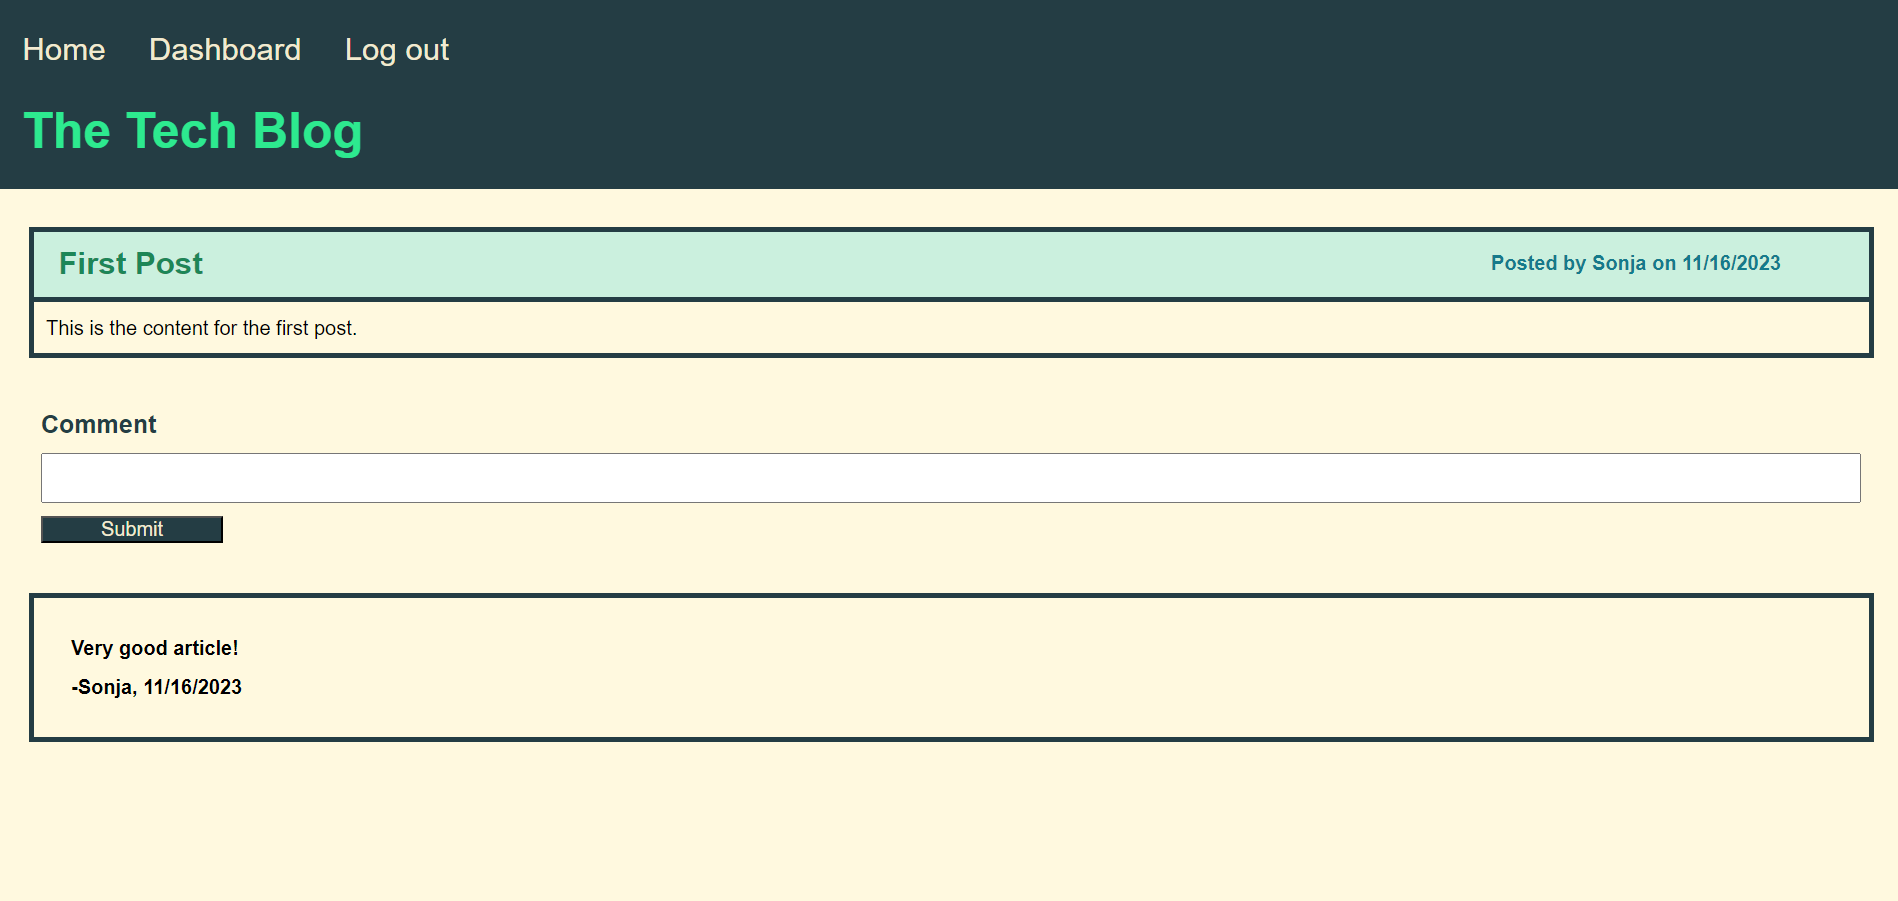 Home Dashboard Log out
The Tech Blog
First Post Posted by Sonja on 11/16/2023
This is the content for the first post.
Comment
Submit
Very good article!
-Sonja, 11/16/2023